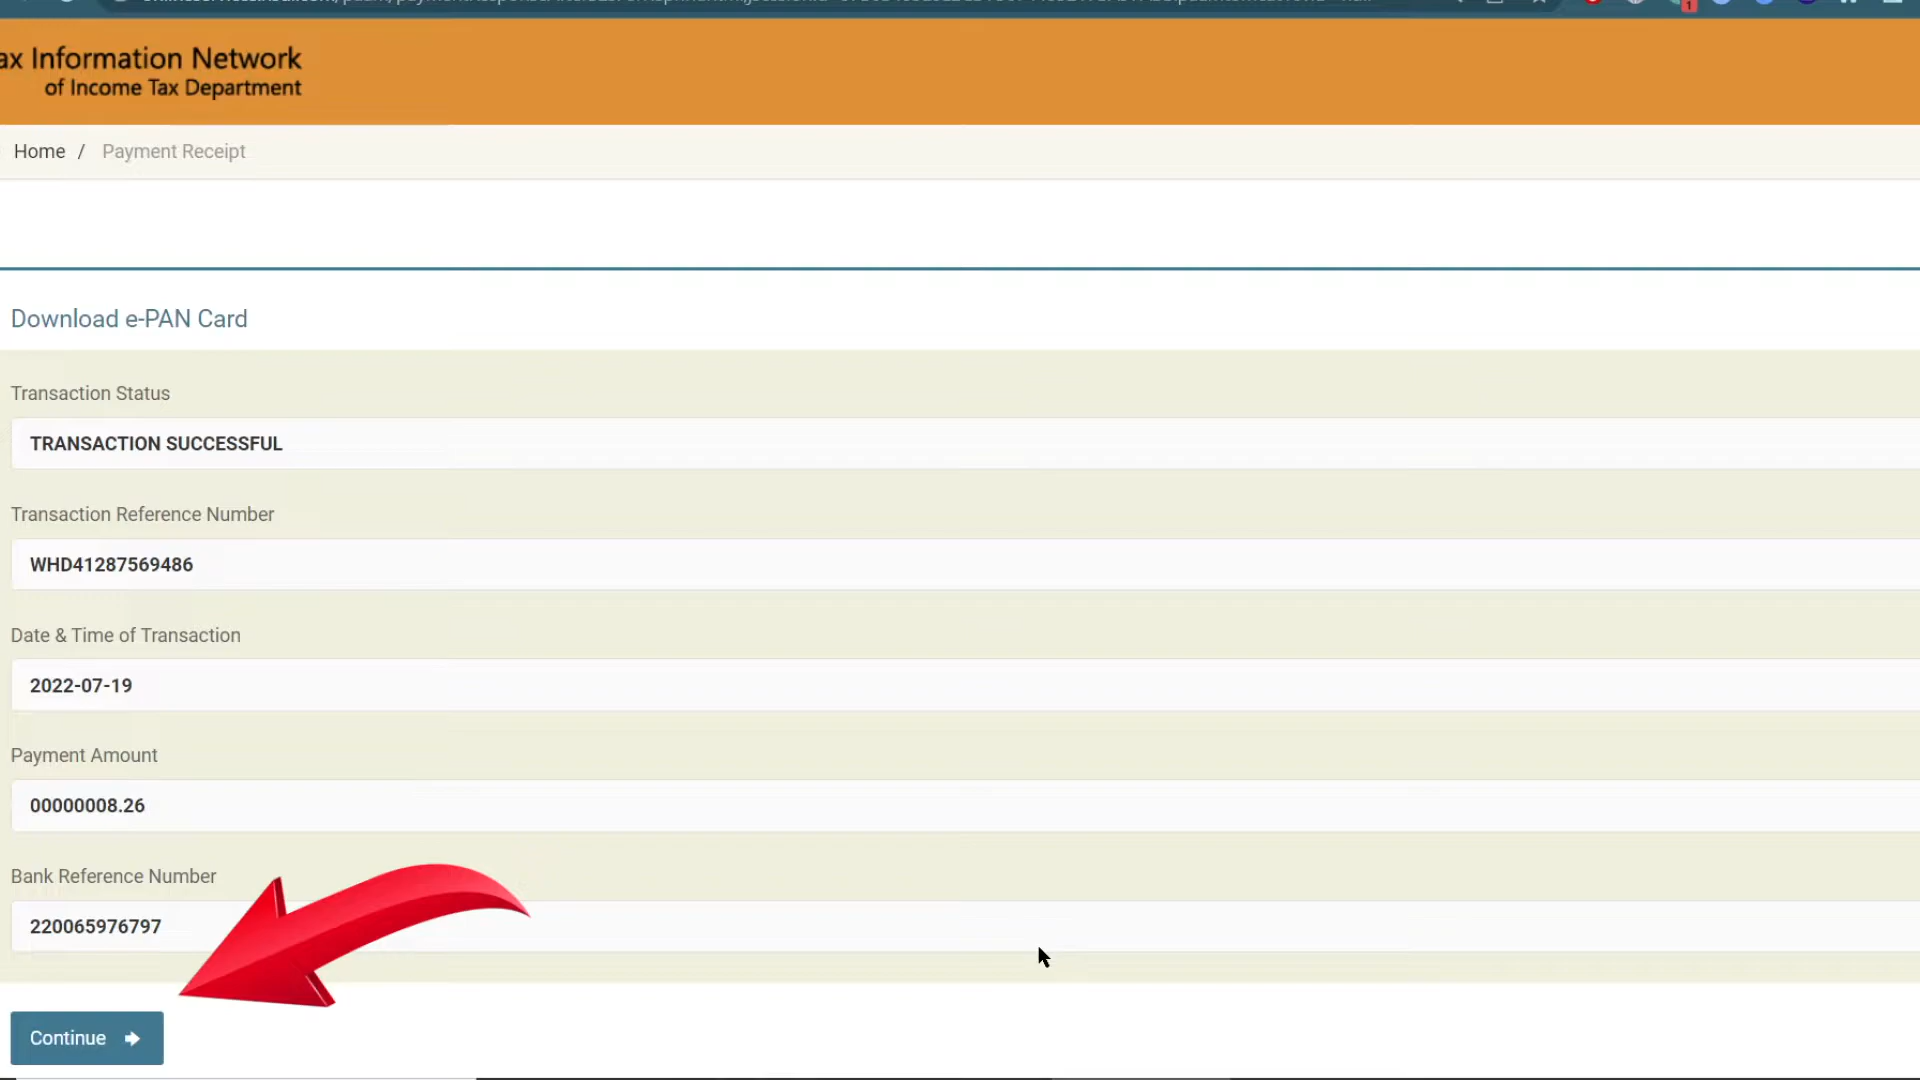 ax Information Network
of Income Tax Department
Home / Payment Receipt
Download e-PAN Card
Transaction Status
TRANSACTION SUCCESSFUL
Transaction Reference Number
WHD41287569486
Date & Time of Transaction
2022-07-19
Payment Amount
00000008.26
Bank Reference Number
220065976797
Continue
1